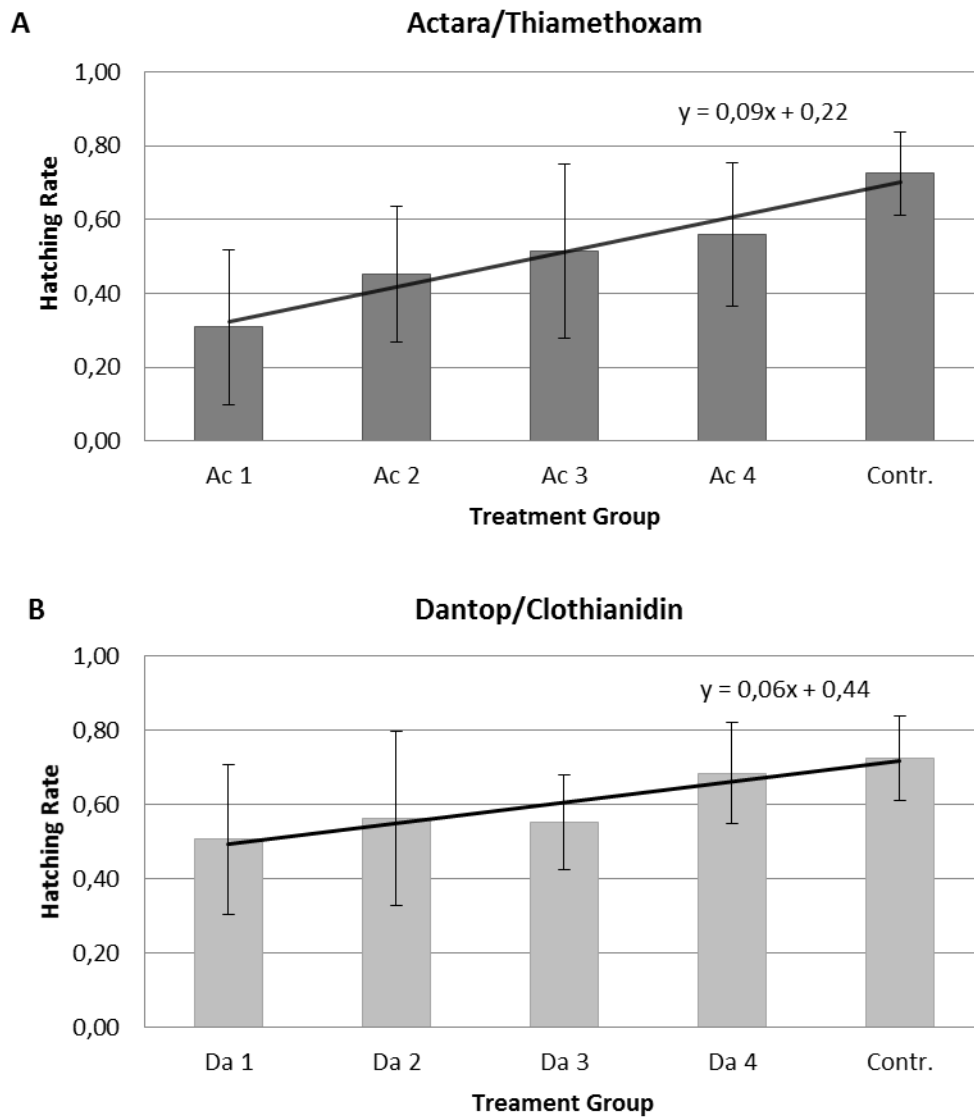 A
Actara/Thiamethoxam
1,00
y = 0,09x + 0,22
0,80
0,60
0,40
0,20
0,00
Hatching Rate
Ac 1 Ac 2 Ac 3 Ac 4 Contr.
Treatment Group
B
Dantop/Clothianidin
1,00
y = 0,06x + 0,44
0,80
0,60
0,40
0,20
0,00
Hatching Rate
Da 1 Da 2 Da 3 Da 4 Contr.
Treament Group